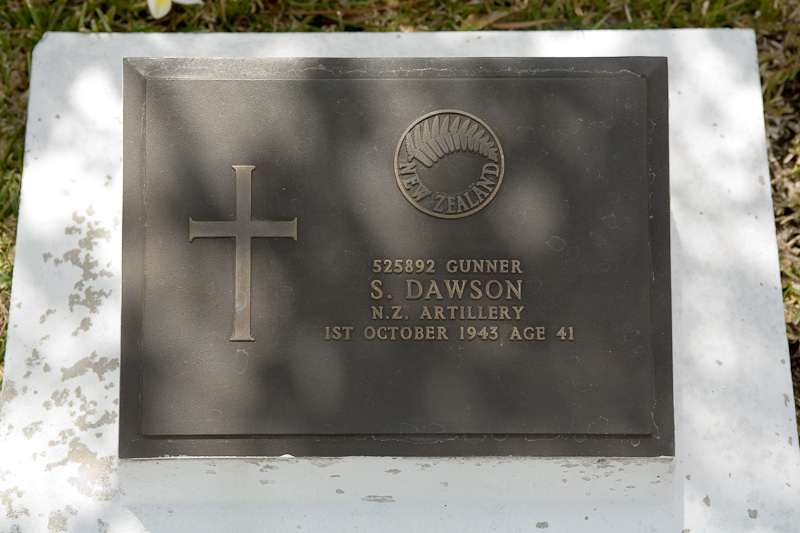 NEW ZEALAND
525892 GUNNER
S. DAWSON
N.Z. ARTILLERY
1ST OCTOBER 1943 AGE 41